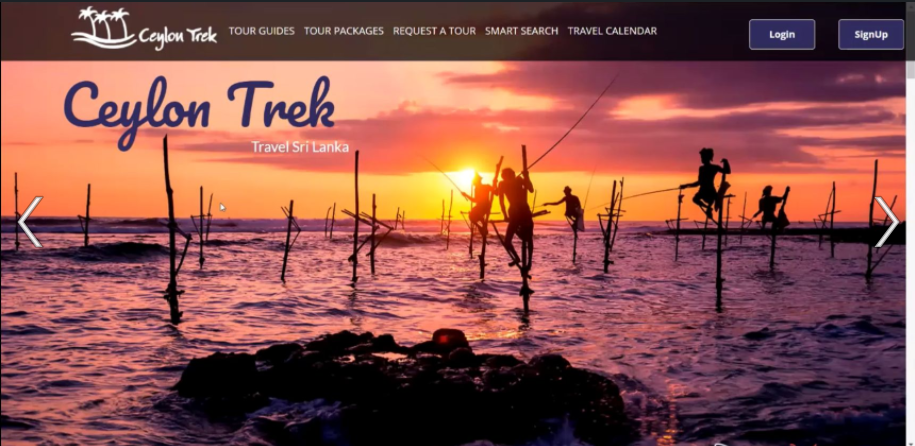 Ceylon Trek TOUR GUIDES TOUR PACKAGES REQUEST A TOUR SMART SEARCH TRAVEL CALENDAR Login SignUp
Ceylon Trek
Travel Sri Lanka